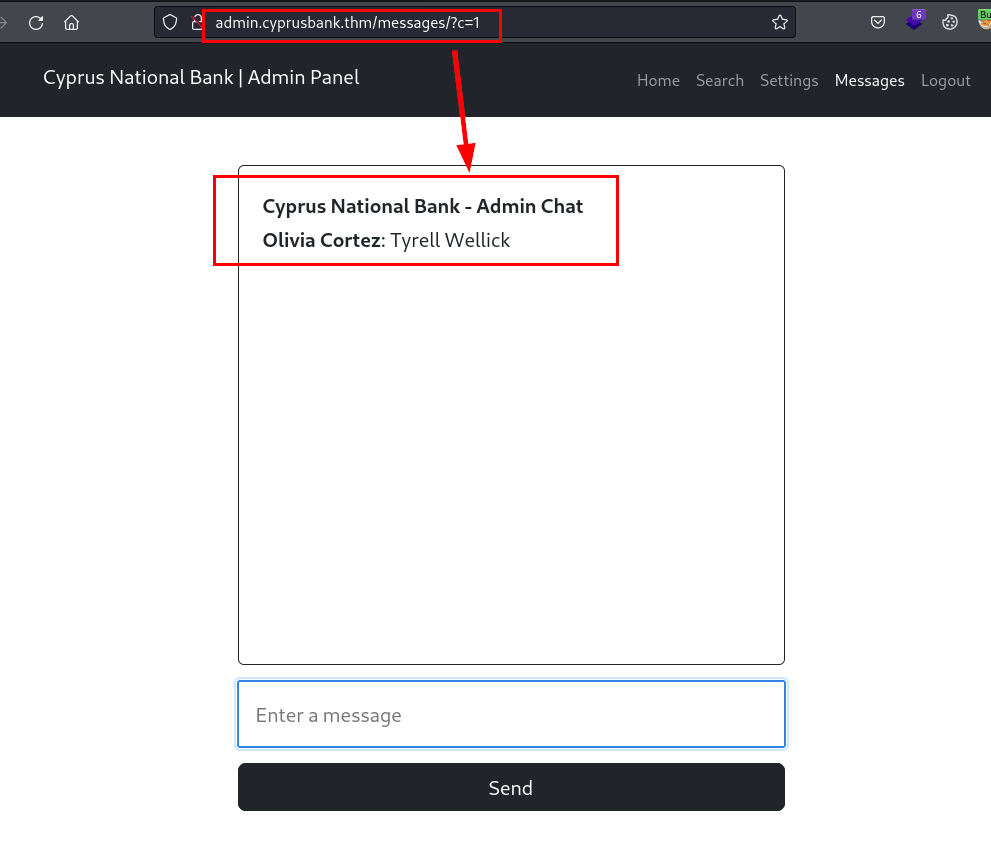 admin.cyprusbank.thm/messages/?c=1
6
Bu
Cyprus National Bank | Admin Panel
Home Search Settings Messages Logout
Cyprus National Bank - Admin Chat
Olivia Cortez: Tyrell Wellick
Enter a message
Send